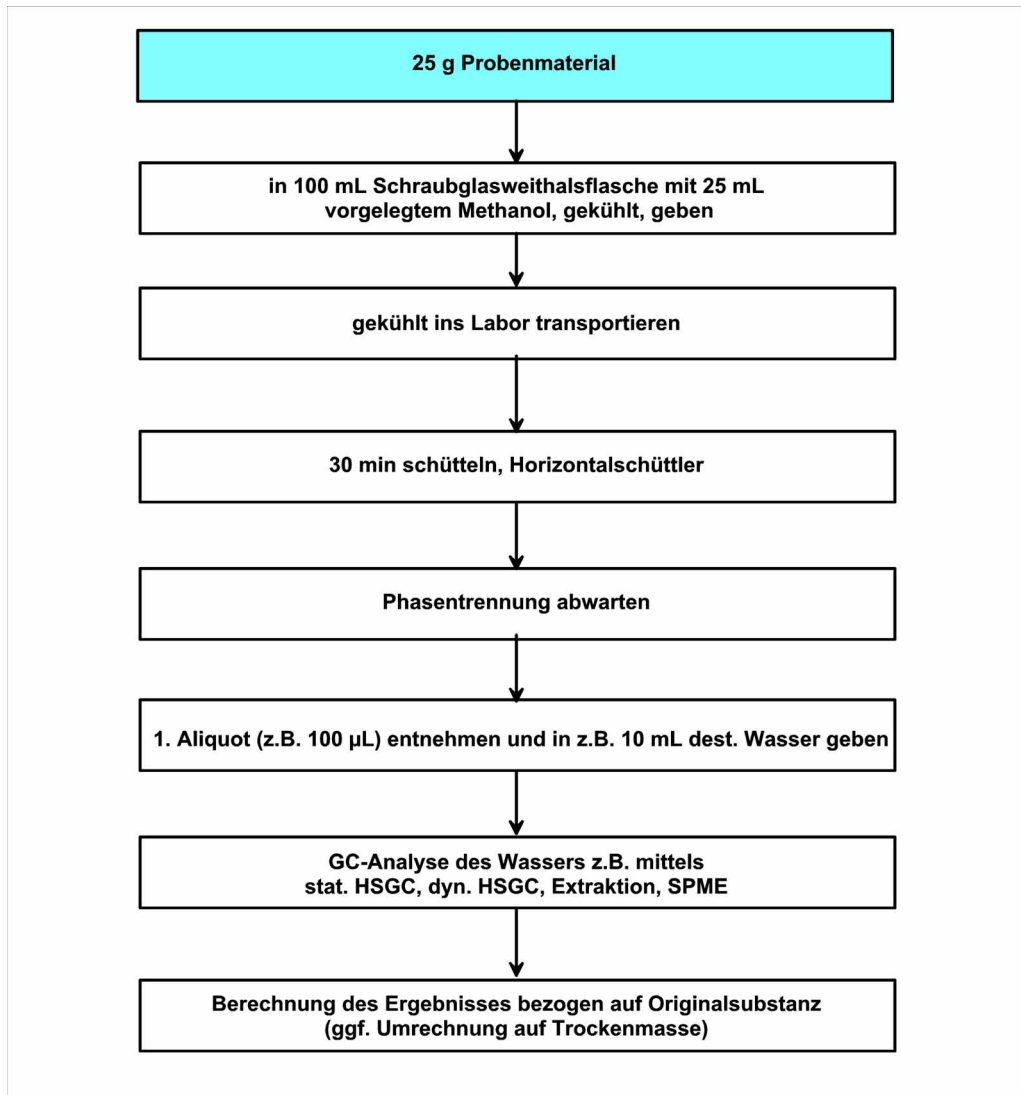 25 g Probenmaterial
in 100 mL Schraubglasweithalsflasche mit 25 mL
vorgelegtem Methanol, gekühlt, geben
gekühlt ins Labor transportieren
30 min schütteln, Horizontalschüttler
Phasentrennung abwarten
1. Aliquot (z.B. 100 µL) entnehmen und in z.B. 10 mL dest. Wasser geben
GC-Analyse des Wassers z.B. mittels
stat. HSGC, dyn. HSGC, Extraktion, SPME
Berechnung des Ergebnisses bezogen auf Originalsubstanz
(ggf. Umrechnung auf Trockenmasse)